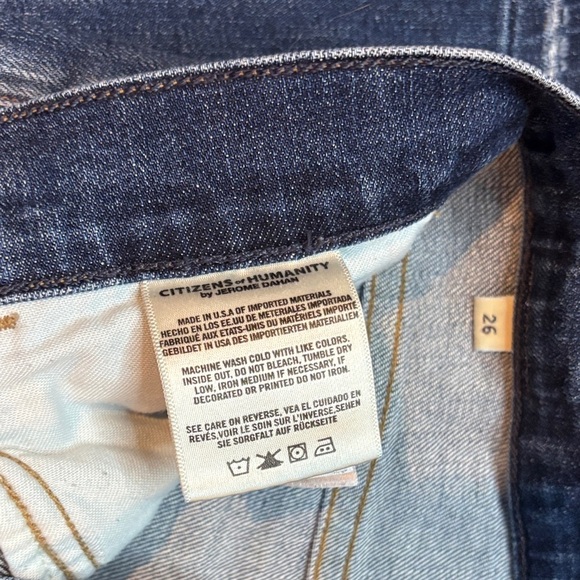 CITIZENS of HUMANITY
by JEROME DAHAN
MADE IN U.S.A OF IMPORTED MATERIALS
HECHO EN LOS EE.UU DE MATERIALES IMPORTADA
FABRIQUÉ AUX ETATS-UNIS DU MATÉRIEL IMPORTÉ
GEBILDET IN USA DES IMPORTIERTEN MATERIALIEN
MACHINE WASH COLD WITH LIKE COLORS.
INSIDE OUT. DO NOT BLEACH, TUMBLE DRY
LOW, IRON MEDIUM IF NECESSARY, IF
DECORATED OR PRINTED DO NOT IRON.
SEE CARE ON REVERSE, VEA EL CUIDADO EN
REVÉS,VOIR LE SOIN SUR L'INVERSE,SEHEN
SIE SORGFALT AUF RÜCKSEITE
26